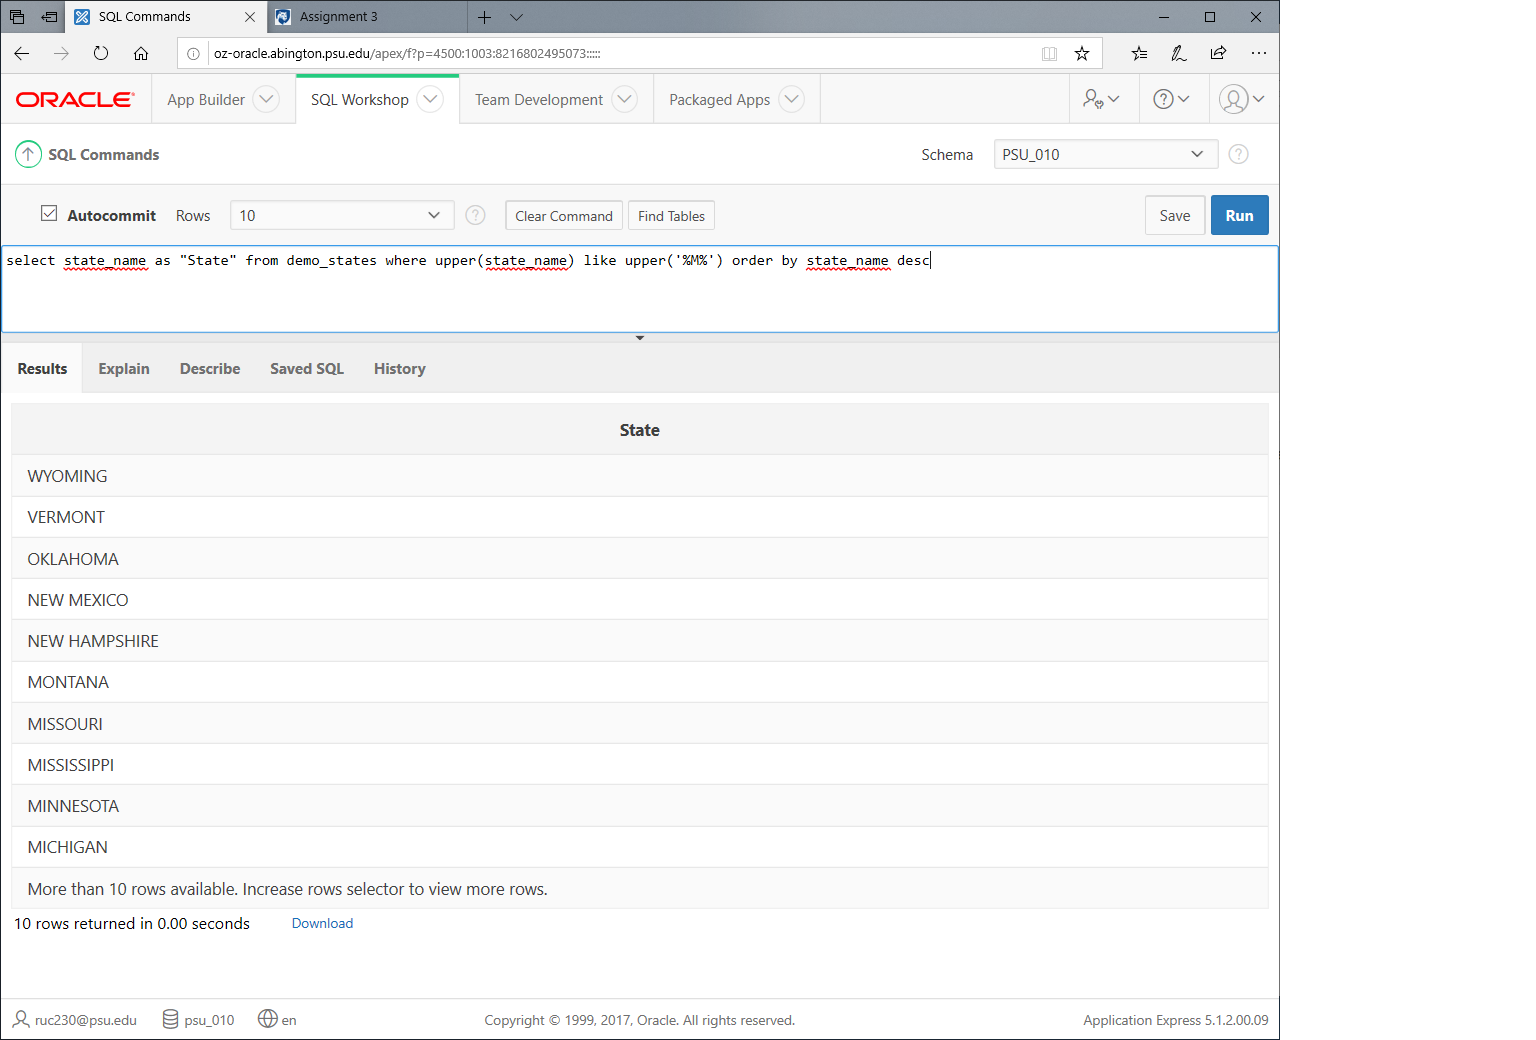 SQL Commands
Assignment 3
oz-oracle.abington.psu.edu/apex/f?p=4500:1003:8216802495073:::::
ORACLE App Builder SQL Workshop Team Development Packaged Apps
SQL Commands Schema PSU_010
Autocommit Rows 10 Clear Command Find Tables Save Run
select state_name as "State" from demo_states where upper(state_name) like upper('%M%') order by state_name desc
Results Explain Describe Saved SQL History
State
WYOMING
VERMONT
OKLAHOMA
NEW MEXICO
NEW HAMPSHIRE
MONTANA
MISSOURI
MISSISSIPPI
MINNESOTA
MICHIGAN
More than 10 rows available. Increase rows selector to view more rows.
10 rows returned in 0.00 seconds Download
ruc230@psu.edu psu_010 en Copyright © 1999, 2017, Oracle. All rights reserved. Application Express 5.1.2.00.09